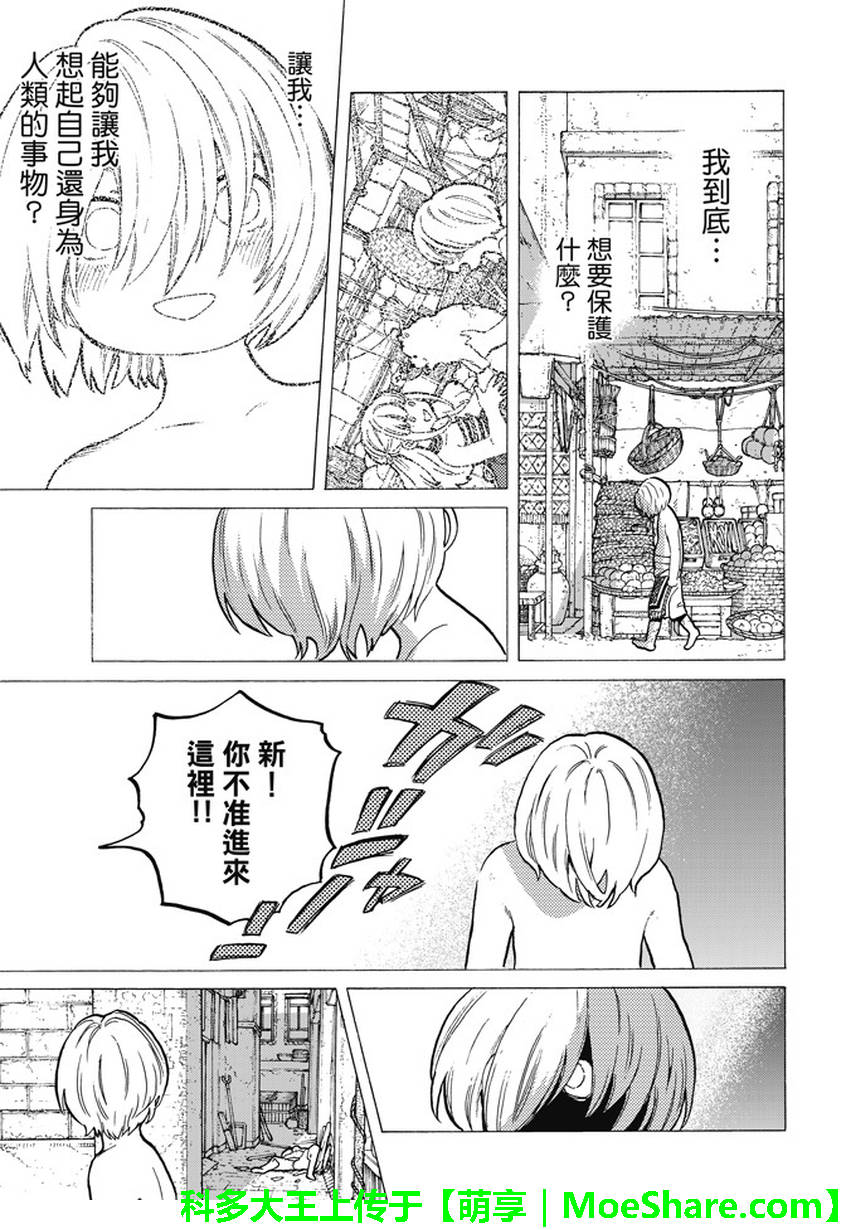 我到底…
想要保護
什麼？
讓我…
能夠讓我
想起自己還身為
人類的事物？
新！
你不准進來
這裡!!
科多大王上传于【萌享｜MoeShare.com】